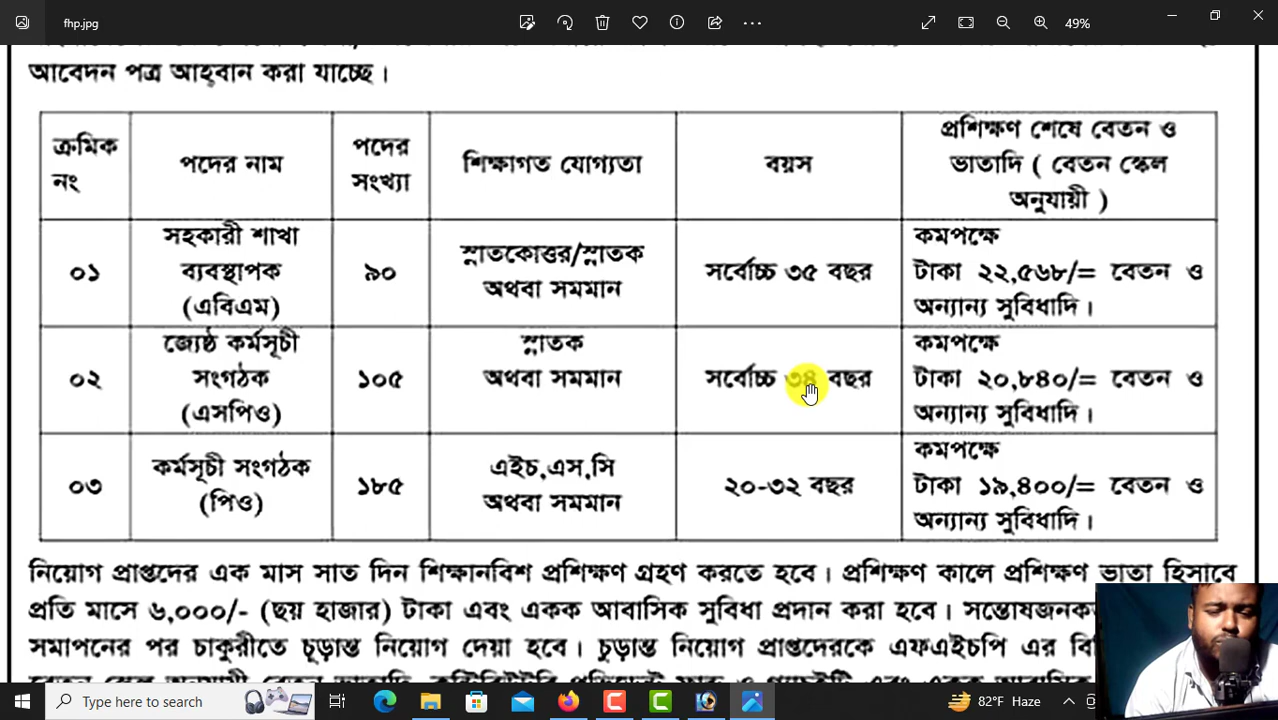 fhp.jpg
49%
আবেদন পত্র আহ্বান করা যাচ্ছে।
ক্রমিক নং
পদের নাম
পদের সংখ্যা
শিক্ষাগত যোগ্যতা
বয়স
প্রশিক্ষণ শেষে বেতন ও
ভাতাদি ( বেতন স্কেল
অনুযায়ী )
০১
সহকারী শাখা
ব্যবস্থাপক
(এবিএম)
৯০
স্নাতকোত্তর/স্নাতক
অথবা সমমান
সর্বোচ্চ ৩৫ বছর
কমপক্ষে
টাকা ২২,৫৬৮/= বেতন ও
অন্যান্য সুবিধাদি।
০২
জ্যেষ্ঠ কর্মসূচী
সংগঠক
(এসপিও)
১০৫
স্নাতক
অথবা সমমান
সর্বোচ্চ ৩৪ বছর
কমপক্ষে
টাকা ২০,৮৪০/= বেতন ও
অন্যান্য সুবিধাদি।
০৩
কর্মসূচী সংগঠক
(পিও)
১৮৫
এইচ,এস,সি
অথবা সমমান
২০-৩২ বছর
কমপক্ষে
টাকা ১৯,৪০০/= বেতন ও
অন্যান্য সুবিধাদি।
নিয়োগ প্রাপ্তদের এক মাস সাত দিন শিক্ষানবিশ প্রশিক্ষণ গ্রহণ করতে হবে। প্রশিক্ষণ কালে প্রশিক্ষণ ভাতা হিসাবে
প্রতি মাসে ৬,০০০/- (ছয় হাজার) টাকা এবং একক আবাসিক সুবিধা প্রদান করা হবে।
সমাপনের পর চাকুরীতে চূড়ান্ত নিয়োগ দেয়া হবে। চুড়ান্ত নিয়োগ প্রাপ্তদেরকে এফএইচপি এর
Type here to search
82°F Haze